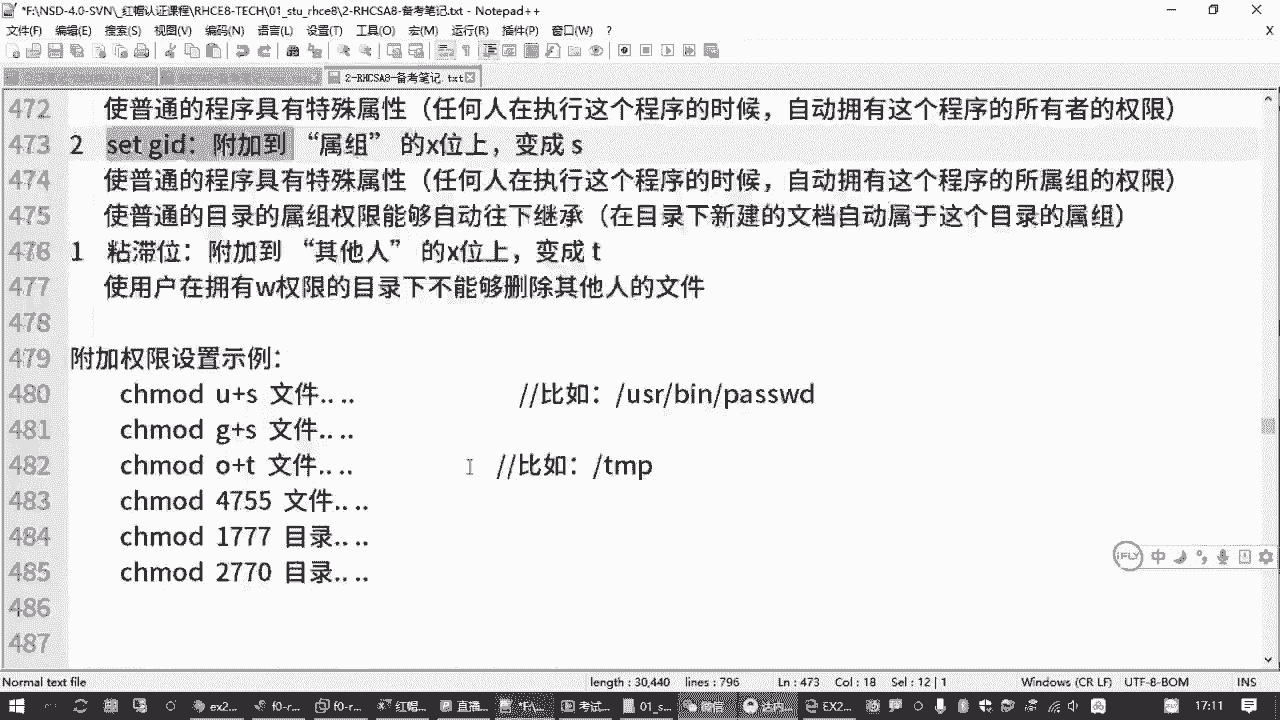 *F:\NSD-4.0-SVN\_红帽认证课程\RHCE8-TECH\01_stu_rhce8\2-RHCSA8-备考笔记.txt - Notepad++
文件(F) 编辑(E) 搜索(S) 视图(V) 编码(N) 语言(L) 设置(T) 工具(O) 宏(M) 运行(R) 插件(P) 窗口(W) ? X
2-RHCSA8-备考笔记.txt
472 使普通的程序具有特殊属性（任何人在执行这个程序的时候，自动拥有这个程序的所有者的权限）
473 2 set gid：附加到 “属组” 的x位上，变成 s
474 使普通的程序具有特殊属性（任何人在执行这个程序的时候，自动拥有这个程序的所属组的权限）
475 使普通的目录的属组权限能够自动往下继承（在目录下新建的文档自动属于这个目录的属组）
476 1 粘滞位：附加到 “其他人” 的x位上，变成 t
477 使用户在拥有w权限的目录下不能够删除其他人的文件
478
479 附加权限设置示例：
480 chmod u+s 文件.. .. //比如：/usr/bin/passwd
481 chmod g+s 文件.. ..
482 chmod o+t 文件.. .. //比如：/tmp
483 chmod 4755 文件.. ..
484 chmod 1777 目录.. ..
485 chmod 2770 目录.. ..
486
487
iFLY 中
Normal text file length : 30,440 lines : 796 Ln : 473 Col : 18 Sel : 12 | 1 Windows (CR LF) UTF-8-BOM INS
ex2... f0-r... f0-r... 红帽... 直播... *F:\... 考试... 01_s... 微信 达内... EX2... 17:11